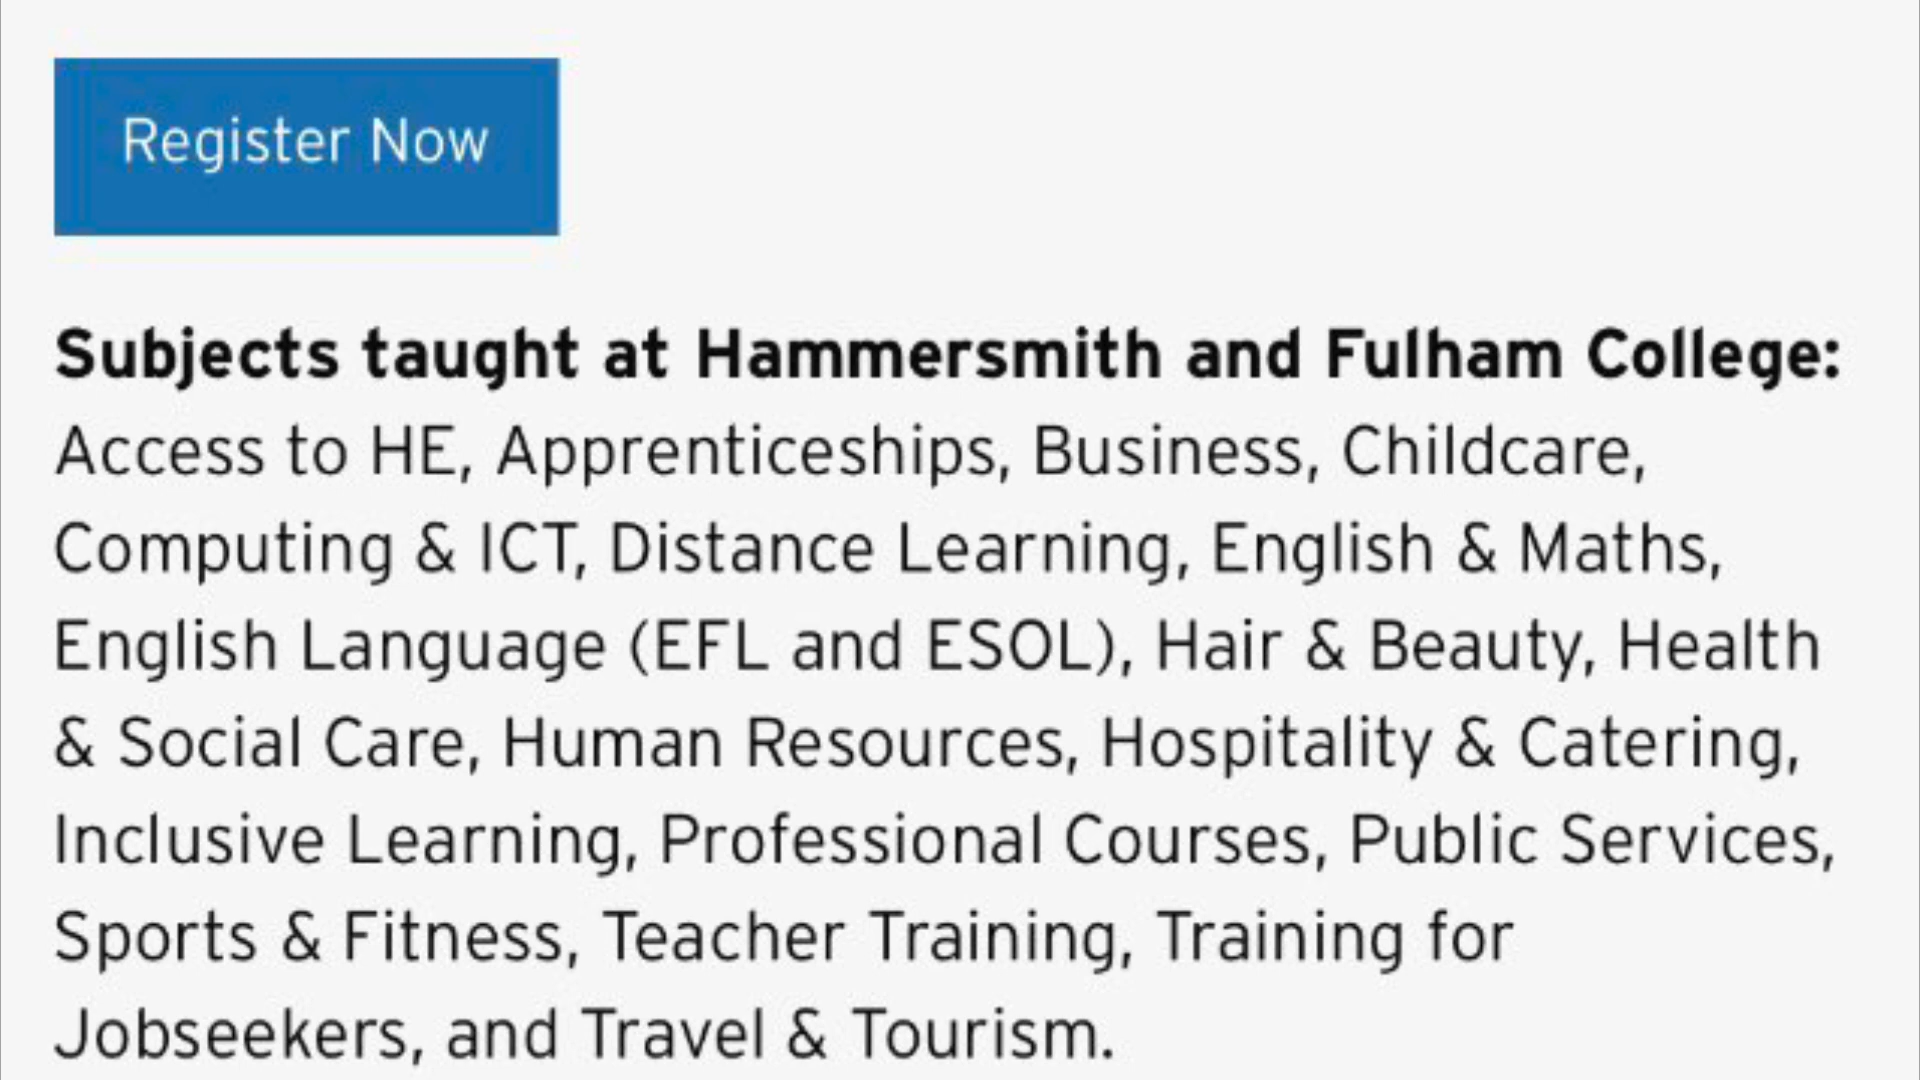 Register Now
Subjects taught at Hammersmith and Fulham College:
Access to HE, Apprenticeships, Business, Childcare,
Computing & ICT, Distance Learning, English & Maths,
English Language (EFL and ESOL), Hair & Beauty, Health
& Social Care, Human Resources, Hospitality & Catering,
Inclusive Learning, Professional Courses, Public Services,
Sports & Fitness, Teacher Training, Training for
Jobseekers, and Travel & Tourism.